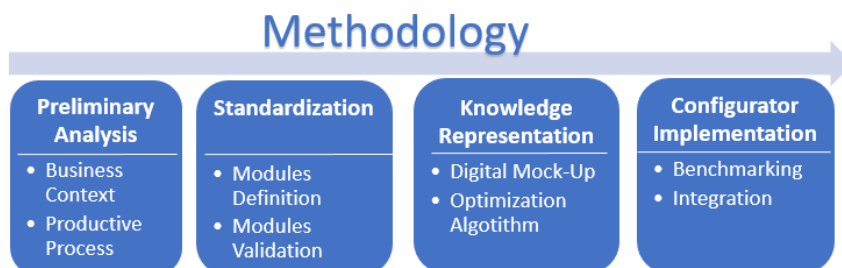 Methodology
Preliminary
Analysis
• Business
Context
• Productive
Process
Standardization
• Modules
Definition
• Modules
Validation
Knowledge
Representation
• Digital Mock-Up
• Optimization
Algotithm
Configurator
Implementation
• Benchmarking
• Integration